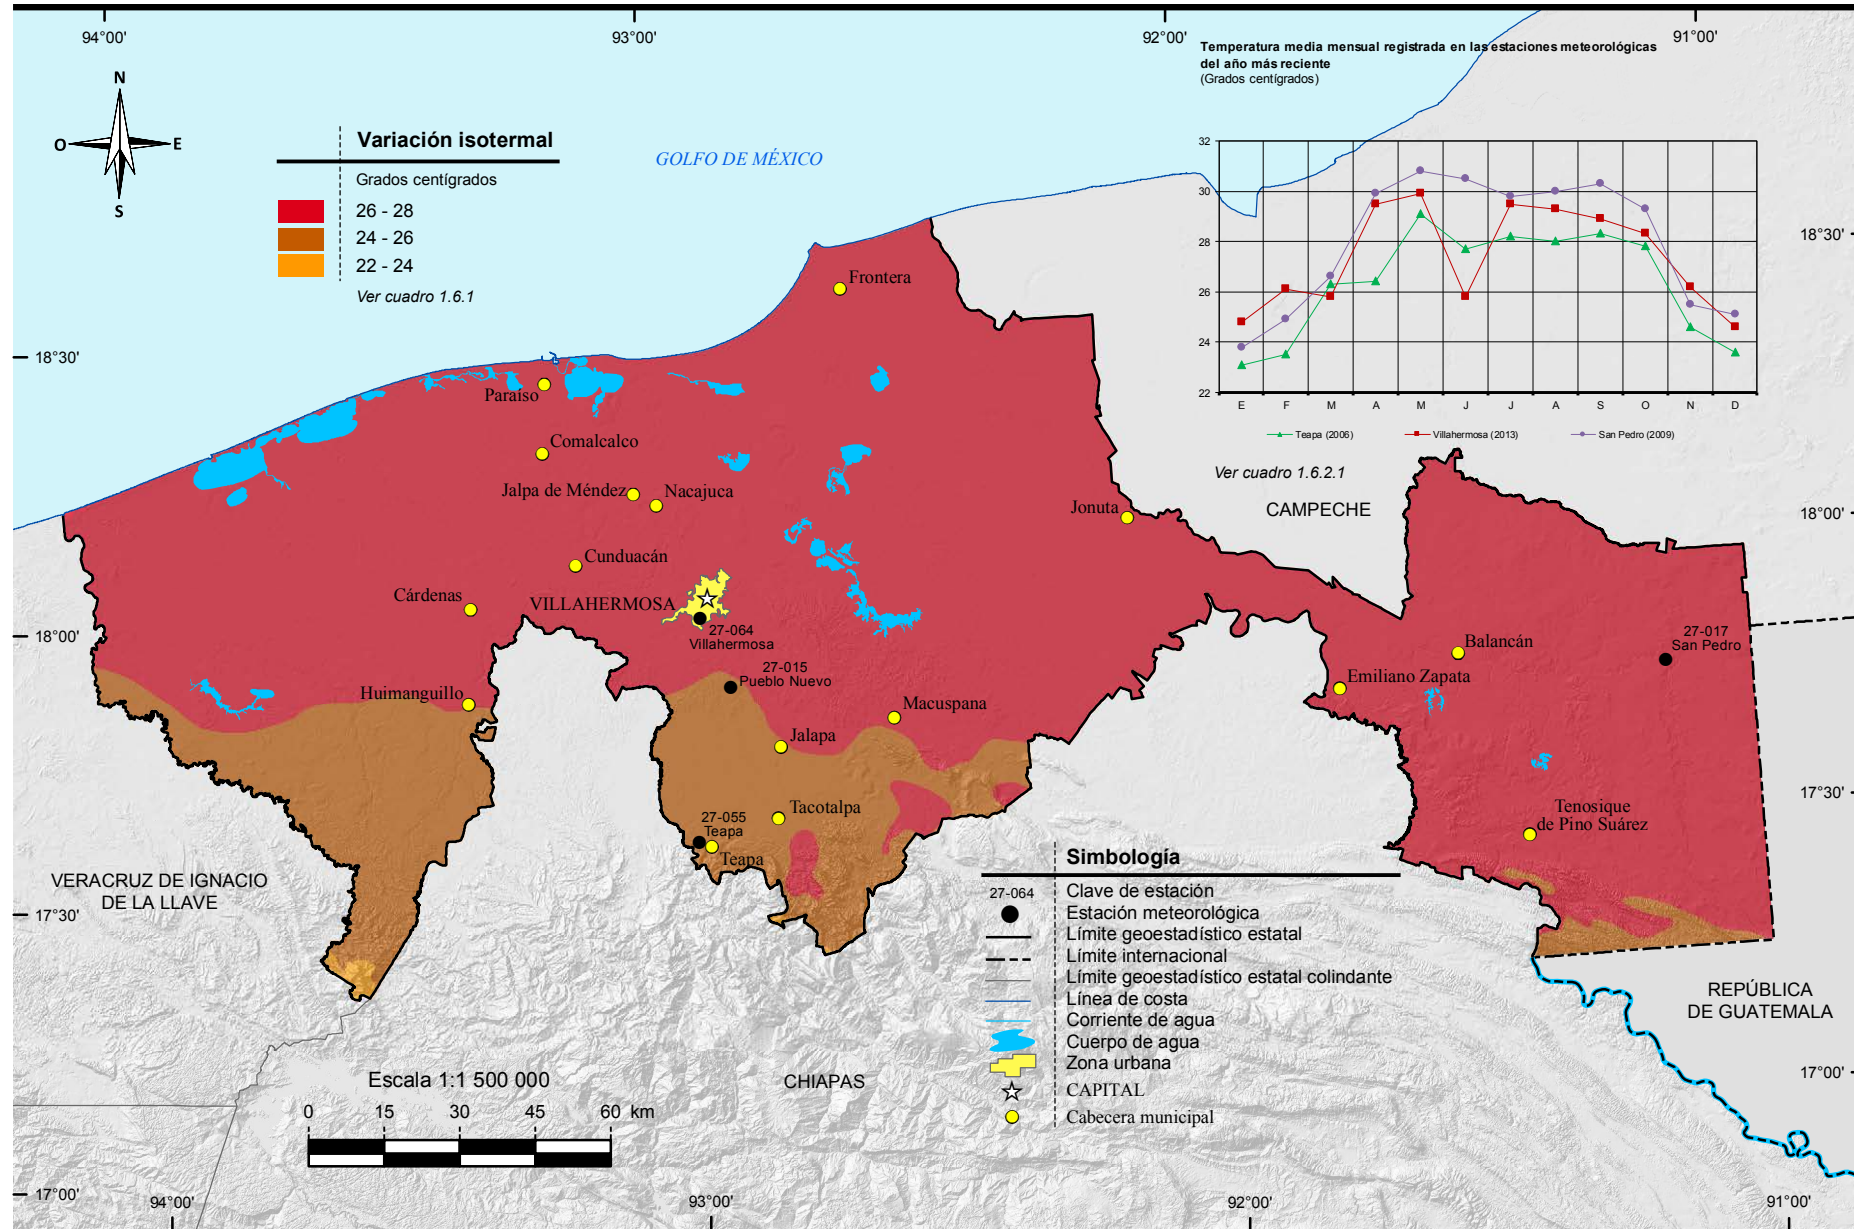 94°00'
93°00'
92°00'
91°00'
Temperatura media mensual registrada en las estaciones meteorológicas
del año más reciente
(Grados centígrados)
N
O
E
S
Variación isotermal
Grados centígrados
26 - 28
24 - 26
22 - 24
Ver cuadro 1.6.1
GOLFO DE MÉXICO
32
30
28
26
24
22
E F M A M J J A S O N D
Teapa (2006) Villahermosa (2013) San Pedro (2009)
Ver cuadro 1.6.2.1
18°30'
18°30'
Frontera
Paraíso
Comalcalco
Jalpa de Méndez
Nacajuca
Jonuta
CAMPECHE
18°00'
Cunduacán
Cárdenas
VILLAHERMOSA
27-064
Villahermosa
18°00'
27-015
Pueblo Nuevo
Balancán
27-017
San Pedro
Emiliano Zapata
Huimanguillo
Macuspana
Jalapa
17°30'
Tacotalpa
27-055
Teapa
Teapa
Tenosique
de Pino Suárez
VERACRUZ DE IGNACIO
DE LA LLAVE
17°30'
Simbología
27-064 Clave de estación
Estación meteorológica
Límite geoestadístico estatal
Límite internacional
Límite geoestadístico estatal colindante
Línea de costa
Corriente de agua
Cuerpo de agua
Zona urbana
CAPITAL
Cabecera municipal
REPÚBLICA
DE GUATEMALA
17°00'
Escala 1:1 500 000
0 15 30 45 60 km
CHIAPAS
17°00'
94°00'
93°00'
92°00'
91°00'